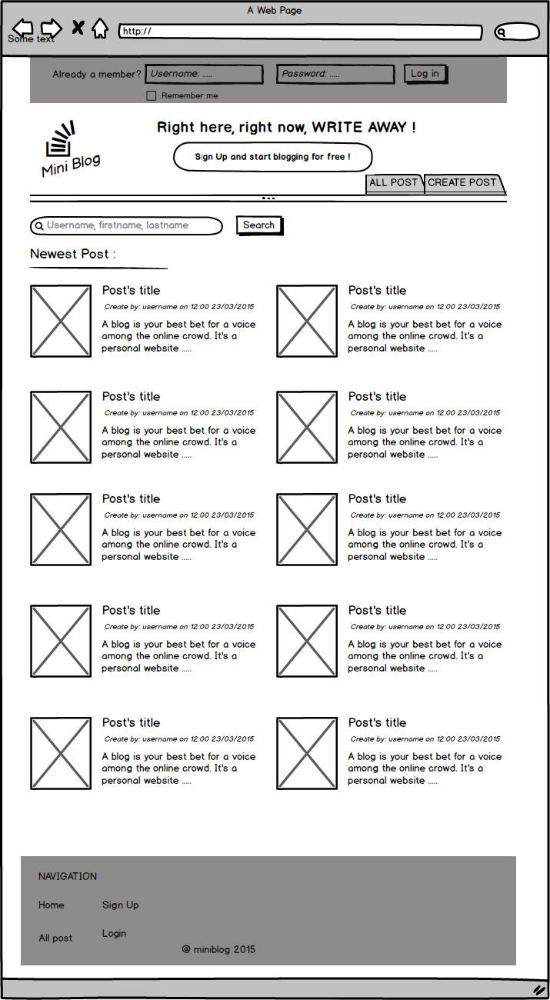 A Web Page
Some text
http://
Already a member? Username: ..... Password: ..... Log in
Remember me
Mini Blog
Right here, right now, WRITE AWAY !
Sign Up and start blogging for free !
ALL POST CREATE POST
Username, firstname, lastname Search
Newest Post :
Post's title
Create by: username on 12:00 23/03/2015
A blog is your best bet for a voice
among the online crowd. It's a
personal website .....
Post's title
Create by: username on 12:00 23/03/2015
A blog is your best bet for a voice
among the online crowd. It's a
personal website .....
Post's title
Create by: username on 12:00 23/03/2015
A blog is your best bet for a voice
among the online crowd. It's a
personal website .....
Post's title
Create by: username on 12:00 23/03/2015
A blog is your best bet for a voice
among the online crowd. It's a
personal website .....
Post's title
Create by: username on 12:00 23/03/2015
A blog is your best bet for a voice
among the online crowd. It's a
personal website .....
Post's title
Create by: username on 12:00 23/03/2015
A blog is your best bet for a voice
among the online crowd. It's a
personal website .....
Post's title
Create by: username on 12:00 23/03/2015
A blog is your best bet for a voice
among the online crowd. It's a
personal website .....
Post's title
Create by: username on 12:00 23/03/2015
A blog is your best bet for a voice
among the online crowd. It's a
personal website .....
Post's title
Create by: username on 12:00 23/03/2015
A blog is your best bet for a voice
among the online crowd. It's a
personal website .....
Post's title
Create by: username on 12:00 23/03/2015
A blog is your best bet for a voice
among the online crowd. It's a
personal website .....
NAVIGATION
Home Sign Up
All post Login
@ miniblog 2015